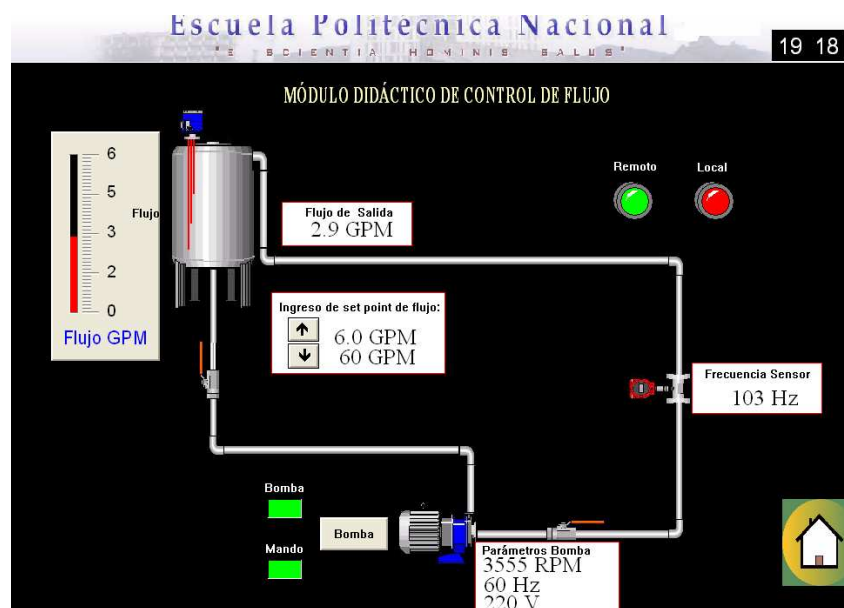 Escuela Politécnica Nacional
"E SCIENTIA HOMINIS SALUS"
19 18
MÓDULO DIDÁCTICO DE CONTROL DE FLUJO
6
5
3
2
0
Flujo GPM
Flujo
Flujo de Salida
2.9 GPM
Remoto
Local
Ingreso de set point de flujo:
6.0 GPM
60 GPM
Frecuencia Sensor
103 Hz
Bomba
Bomba
Mando
Parámetros Bomba
3555 RPM
60 Hz
220 V